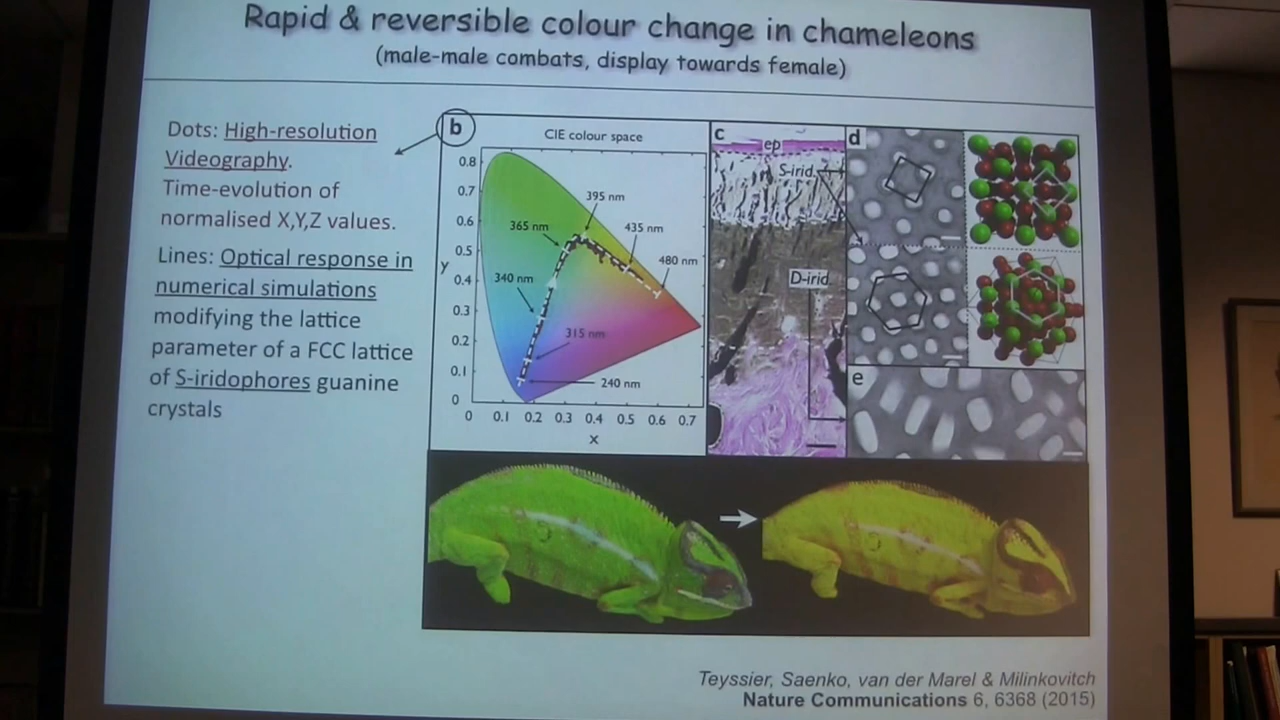 Rapid & reversible colour change in chameleons
(male-male combats, display towards female)
Dots: High-resolution
Videography.
Time-evolution of
normalised X,Y,Z values.
Lines: Optical response in
numerical simulations
modifying the lattice
parameter of a FCC lattice
of S-iridophores guanine
crystals
b
CIE colour space
0.8
0.7
0.6
0.5
y
0.4
0.3
0.2
0.1
0
0 0.1 0.2 0.3 0.4 0.5 0.6 0.7
x
395 nm
365 nm
435 nm
480 nm
340 nm
315 nm
240 nm
c
ep
S-irid.
D-irid.
d
e
Teyssier, Saenko, van der Marel & Milinkovitch
Nature Communications 6, 6368 (2015)